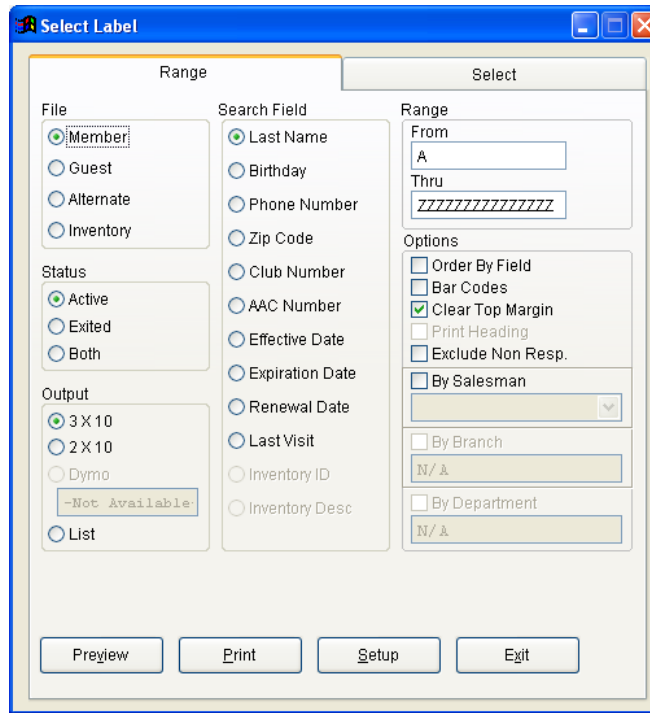 Select Label
Range
Select
File
Member
Guest
Alternate
Inventory
Status
Active
Exited
Both
Output
3 X 10
2 X 10
Dymo
-Not Available-
List
Search Field
Last Name
Birthday
Phone Number
Zip Code
Club Number
AAC Number
Effective Date
Expiration Date
Renewal Date
Last Visit
Inventory ID
Inventory Desc
Range
From
A
Thru
ZZZZZZZZZZZZZZZ
Options
Order By Field
Bar Codes
Clear Top Margin
Print Heading
Exclude Non Resp.
By Salesman
By Branch
N/A
By Department
N/A
Preview
Print
Setup
Exit